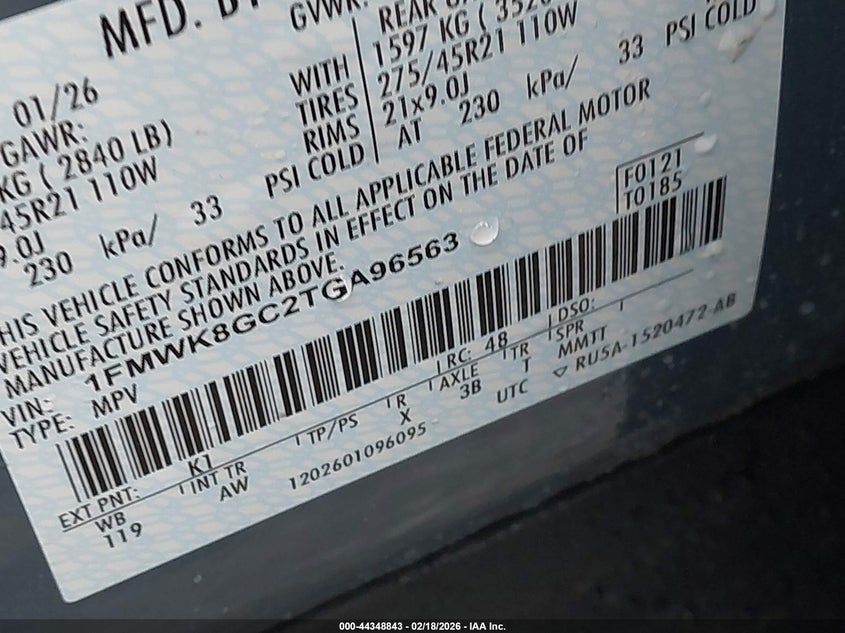 MFD. BY
GVWR:
01/26
GAWR:
KG ( 2840 LB)
45R21 110W
9.0J
230 kPa/ 33 PSI COLD
WITH
TIRES
RIMS
REAR
1597 KG ( 352
275/45R21 110W
21x9.0J
AT 230 kPa/ 33 PSI COLD
THIS VEHICLE CONFORMS TO ALL APPLICABLE FEDERAL MOTOR
VEHICLE SAFETY STANDARDS IN EFFECT ON THE DATE OF
MANUFACTURE SHOWN ABOVE.
VIN: 1FMWK8GC2TGA96563
TYPE: MPV
F0121
T0185
EXT PNT: K1 RC: 48 DSO:
WB INT TR TP/PS R AXLE TR SPR
119 AW X 3B T MMTT
1202601096095 UTC ▽ RU5A-1520472-AB
000-44348843 - 02/18/2026 - IAA Inc.